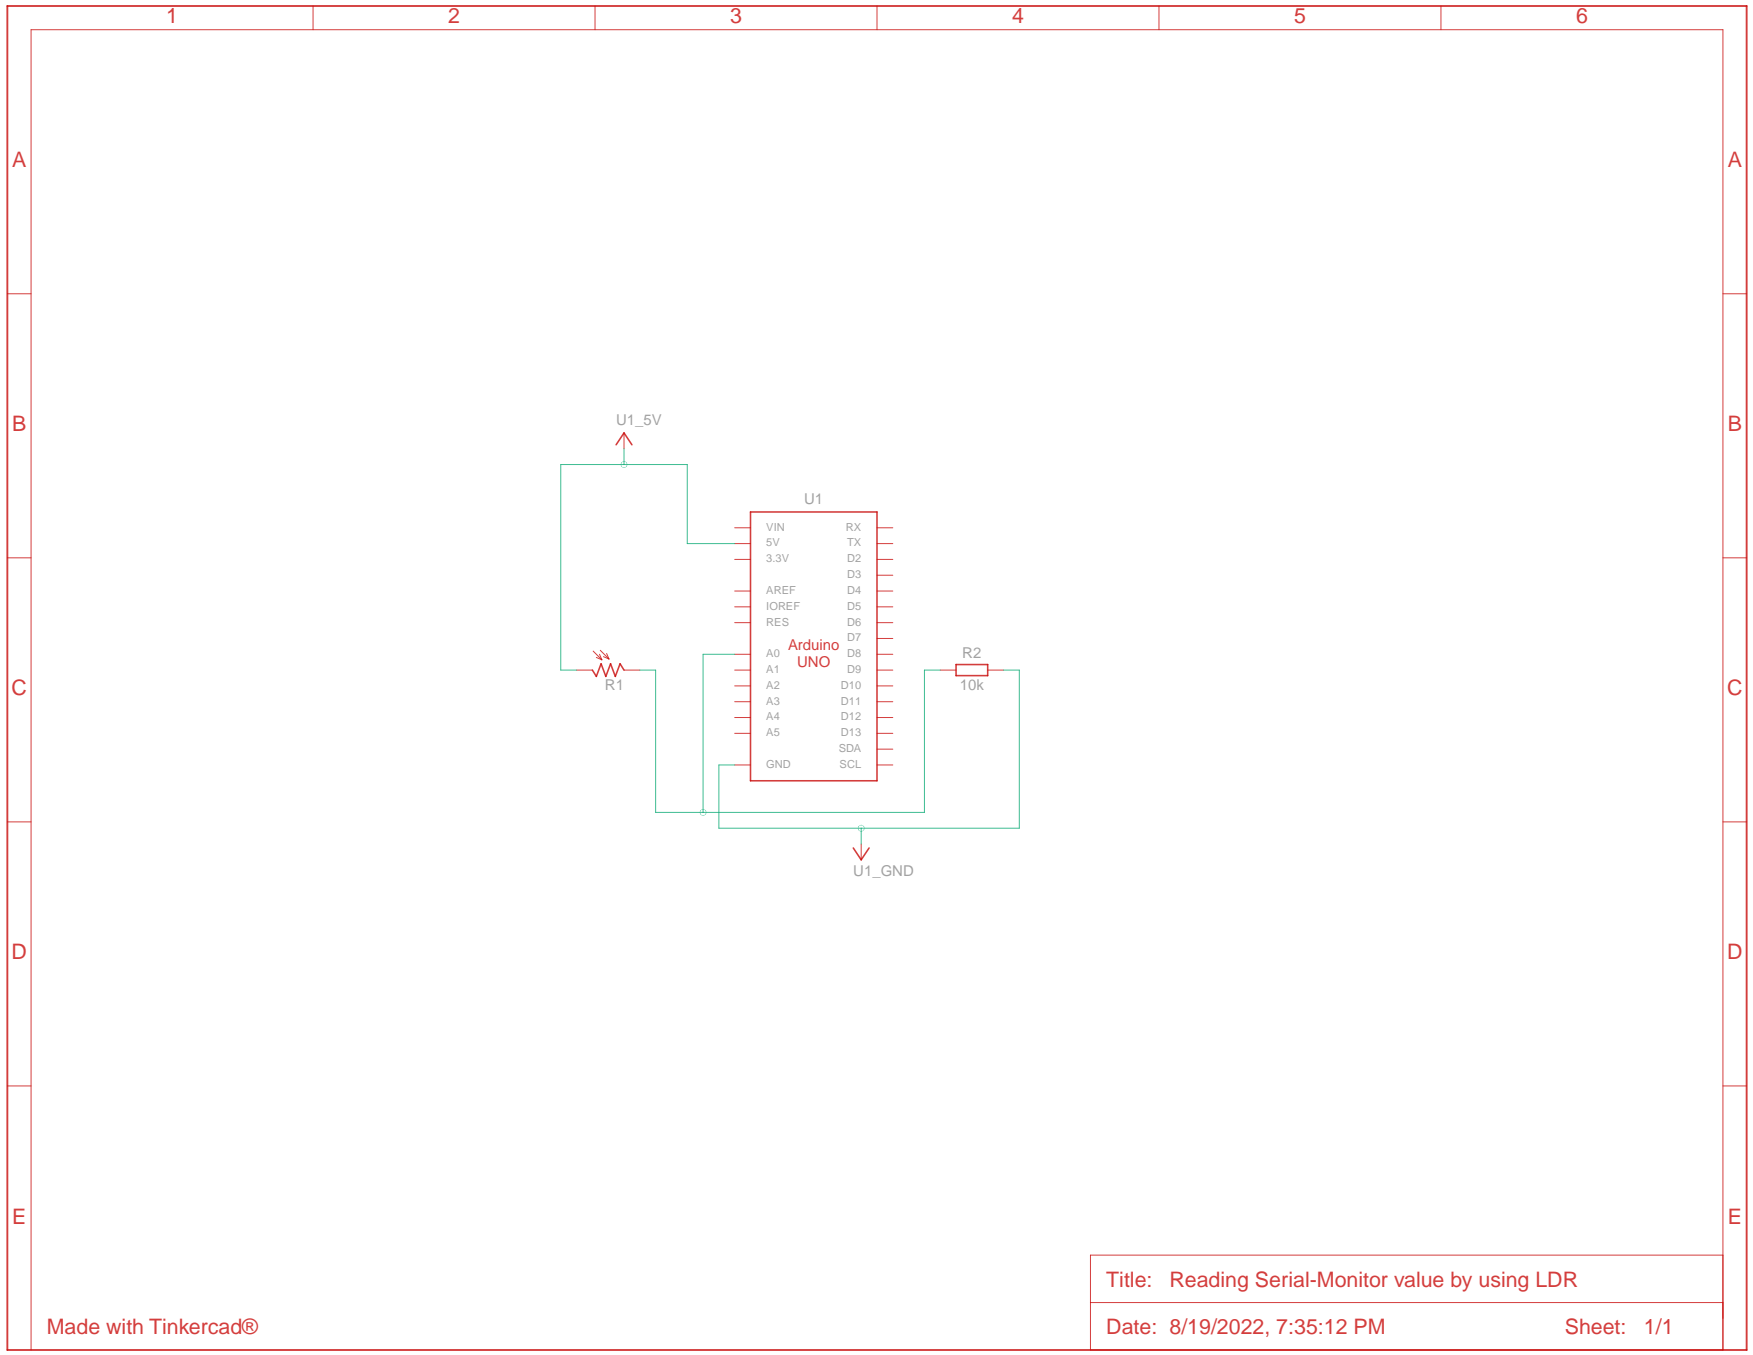 1 2 3 4 5 6
A A
B B
U1_5V
U1
VIN RX
5V TX
3.3V D2
D3
AREF D4
IOREF D5
RES D6
D7
Arduino
UNO
A0 D8
A1 D9
A2 D10
A3 D11
A4 D12
A5 D13
SDA
GND SCL
R1
R2
10k
C C
U1_GND
D D
E E
Title: Reading Serial-Monitor value by using LDR
Made with Tinkercad®
Date: 8/19/2022, 7:35:12 PM Sheet: 1/1